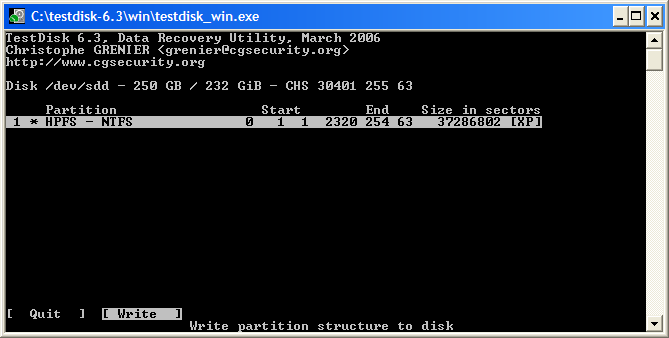 C:\testdisk-6.3\win\testdisk_win.exe
TestDisk 6.3, Data Recovery Utility, March 2006
Christophe GRENIER <grenier@cgsecurity.org>
http://www.cgsecurity.org
Disk /dev/sdd - 250 GB / 232 GiB - CHS 30401 255 63
Partition Start End Size in sectors
1 * HPFS - NTFS 0 1 1 2320 254 63 37286802 [XP]
[ Quit ] [ Write ]
Write partition structure to disk